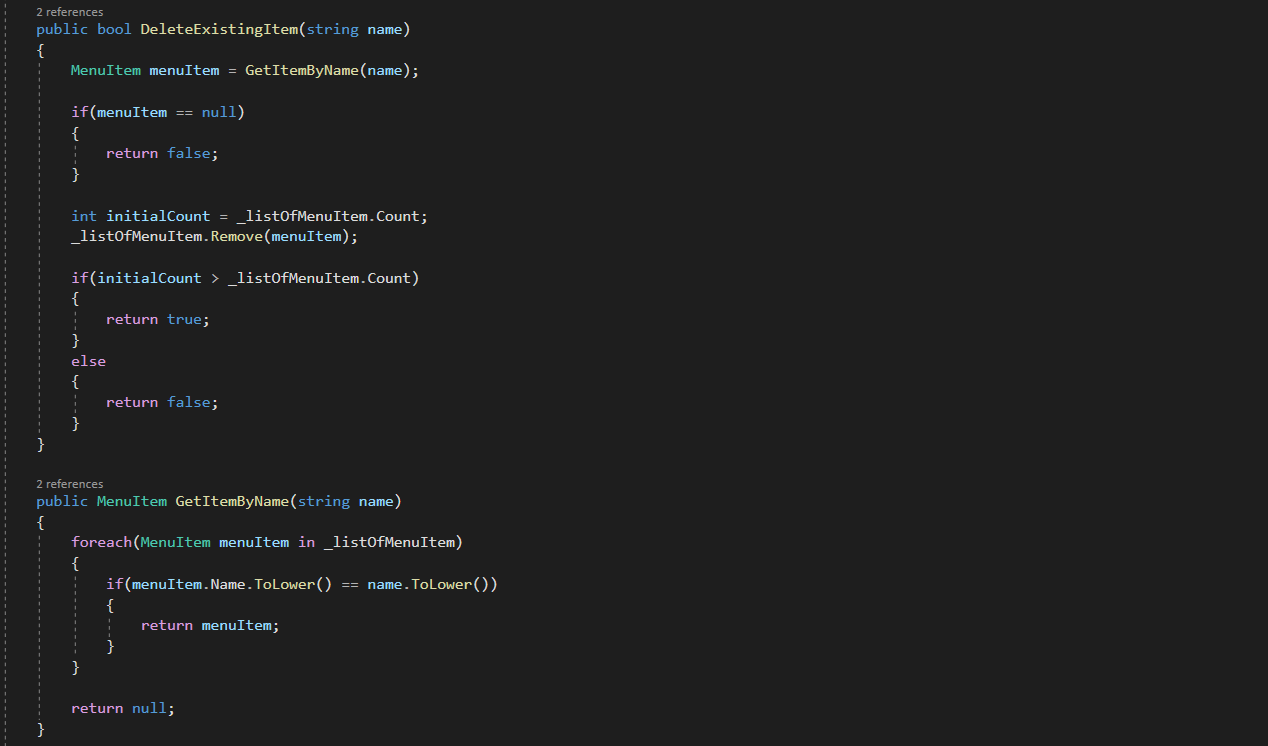 2 references
public bool DeleteExistingItem(string name)
{
    MenuItem menuItem = GetItemByName(name);

    if(menuItem == null)
    {
        return false;
    }

    int initialCount = _listOfMenuItem.Count;
    _listOfMenuItem.Remove(menuItem);

    if(initialCount > _listOfMenuItem.Count)
    {
        return true;
    }
    else
    {
        return false;
    }
}

2 references
public MenuItem GetItemByName(string name)
{
    foreach(MenuItem menuItem in _listOfMenuItem)
    {
        if(menuItem.Name.ToLower() == name.ToLower())
        {
            return menuItem;
        }
    }

    return null;
}